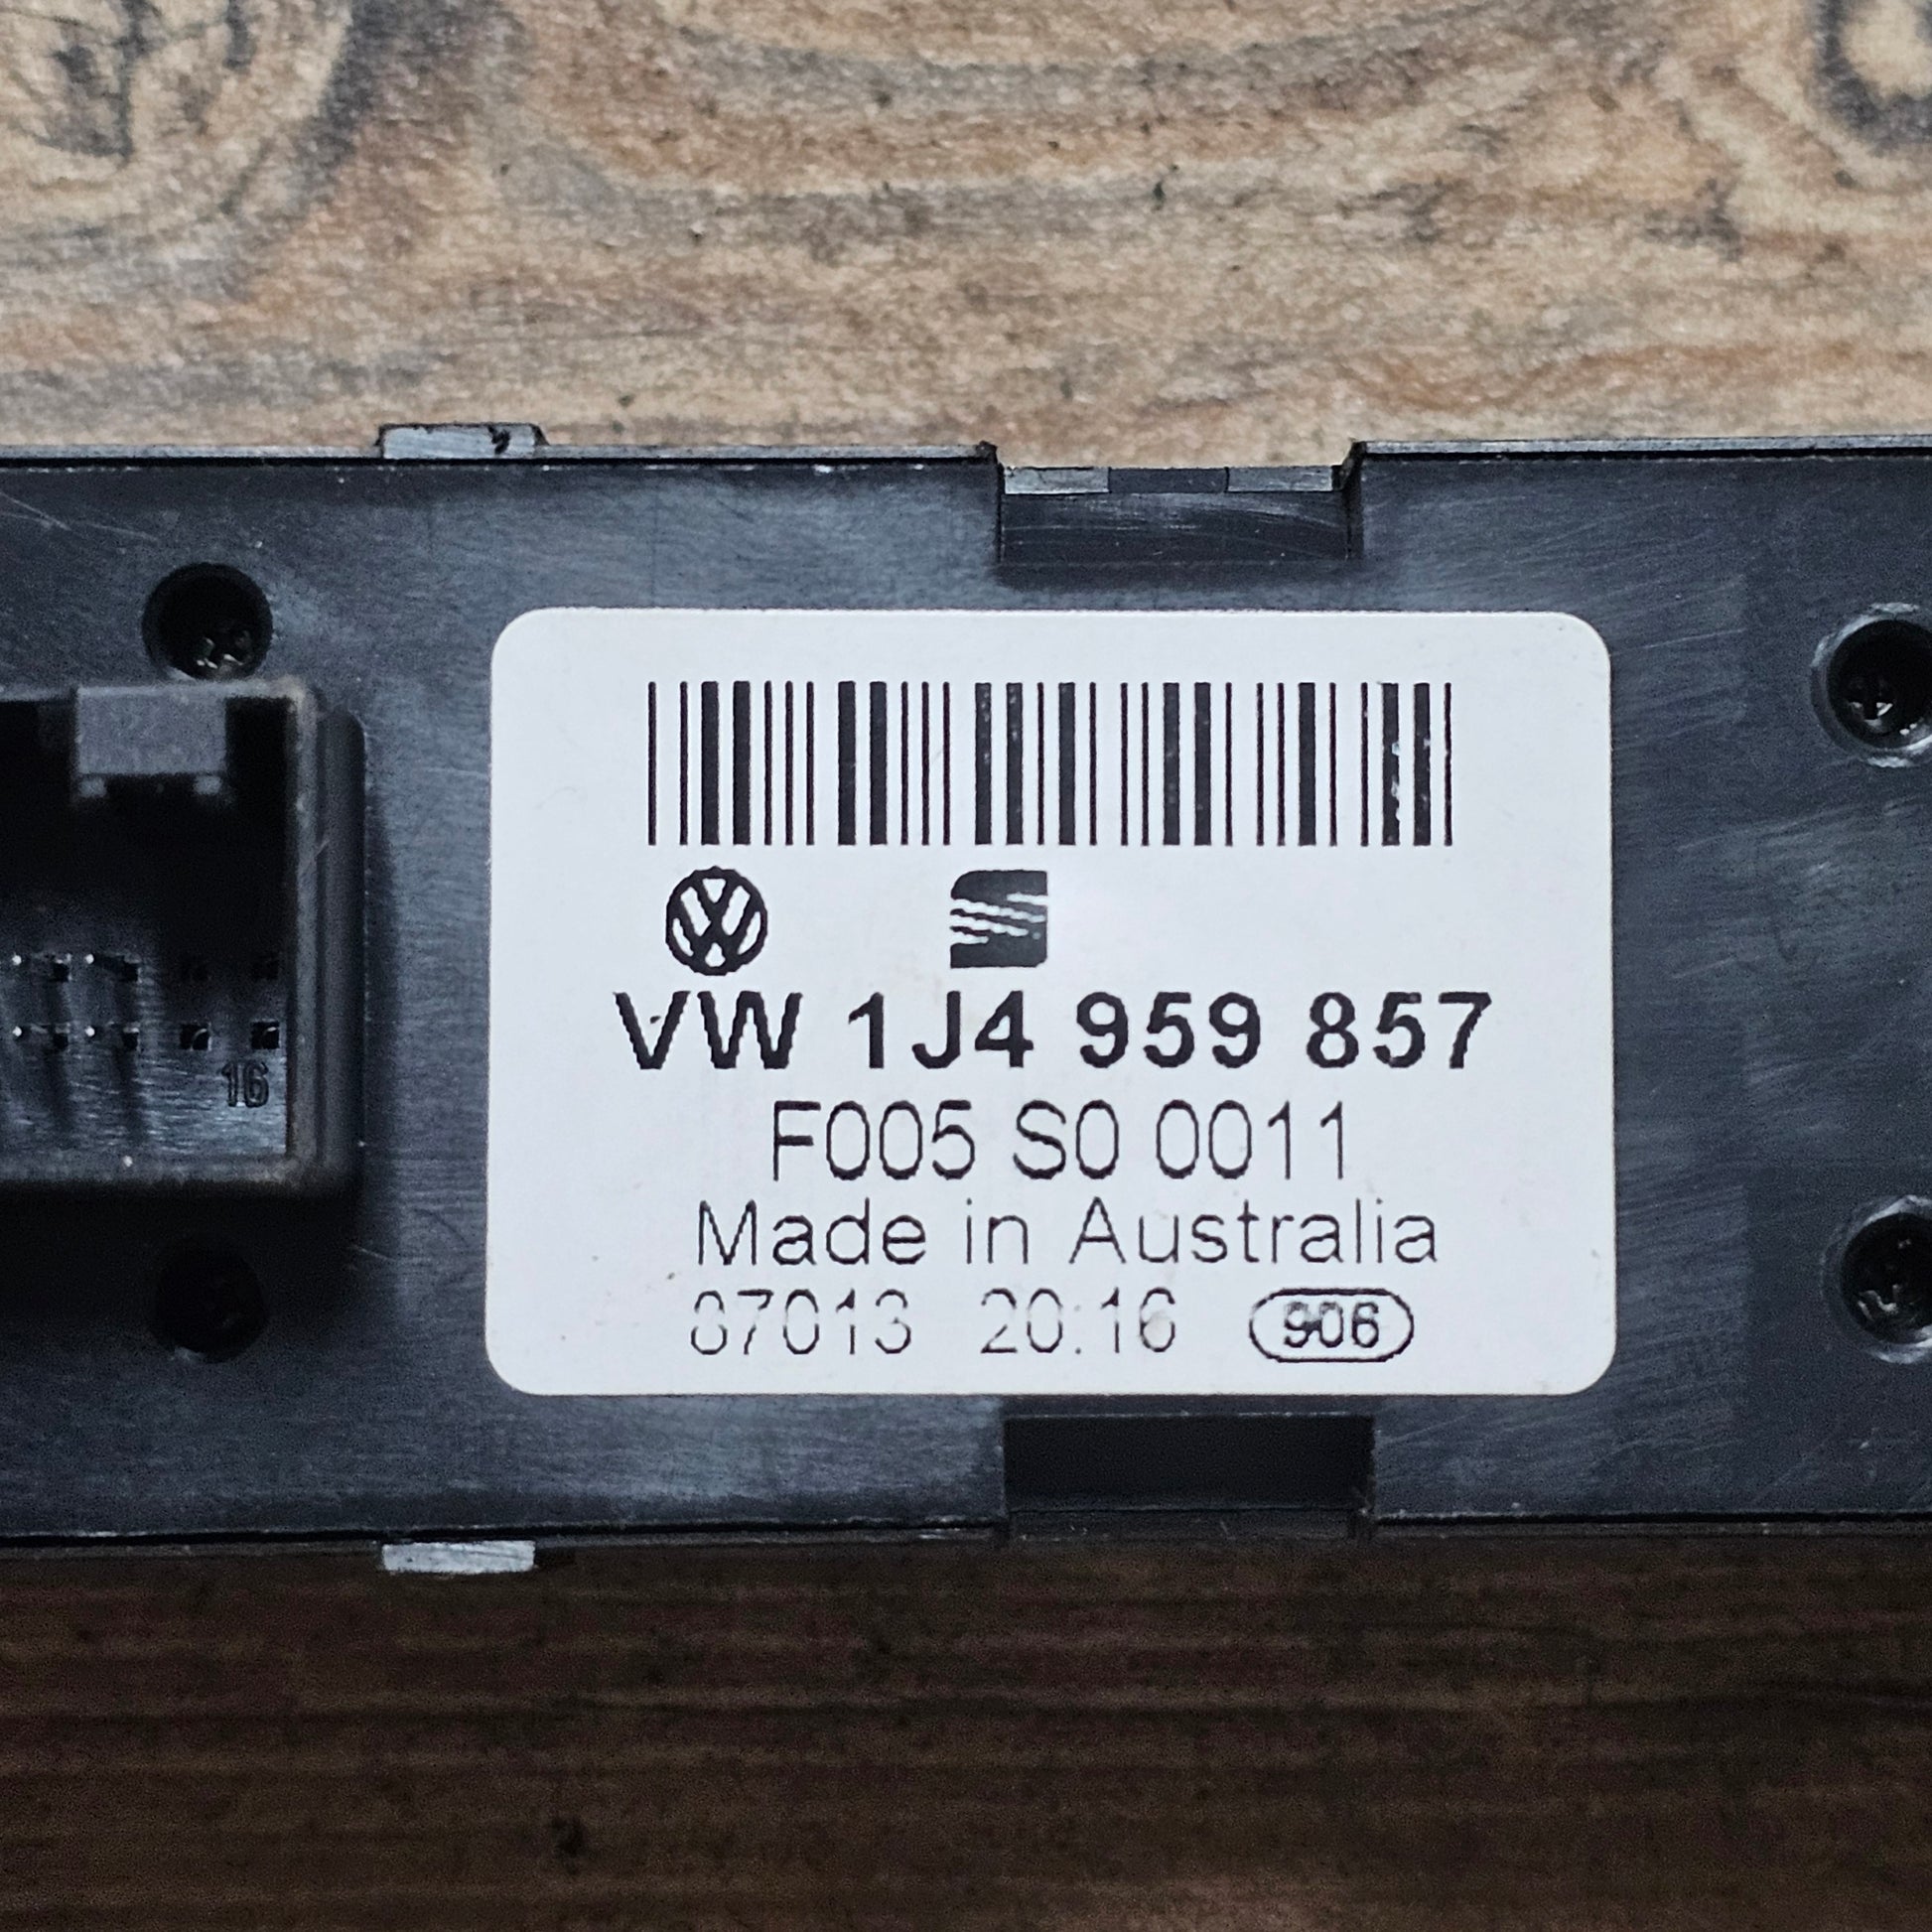 VW 1J4 959 857
F005 S0 0011
Made in Australia
87013 20:16 906
16